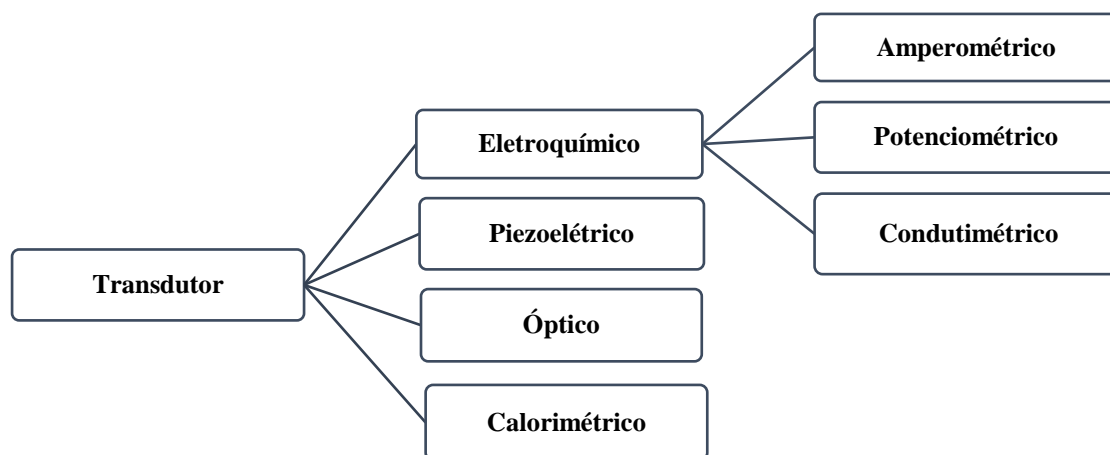 Transdutor
Eletroquímico
Piezoelétrico
Óptico
Calorimétrico
Amperométrico
Potenciométrico
Condutimétrico